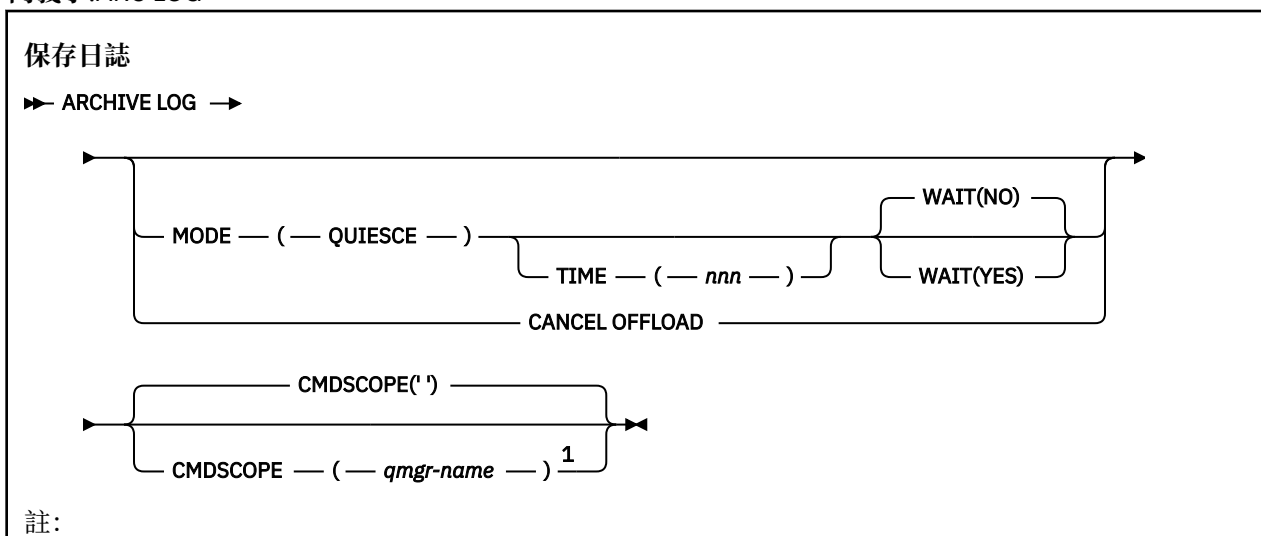 保存日誌
ARCHIVE LOG
WAIT(NO)
MODE ( QUIESCE )
TIME ( nnn ) WAIT(YES)
CANCEL OFFLOAD
CMDSCOPE(' ')
CMDSCOPE ( qmgr-name ) 1
註: